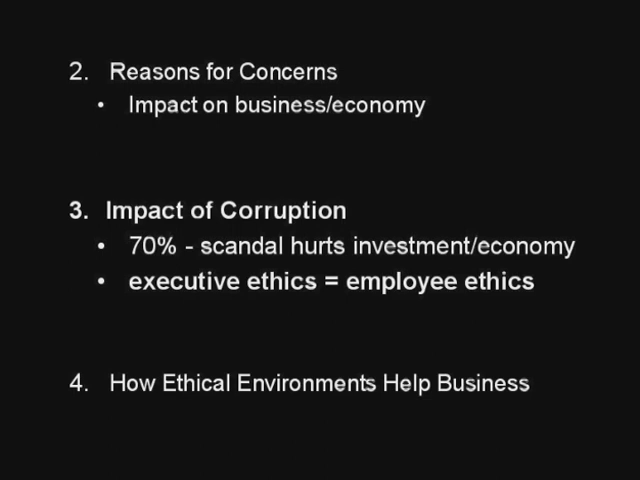 2. Reasons for Concerns
• Impact on business/economy
3. Impact of Corruption
• 70% - scandal hurts investment/economy
• executive ethics = employee ethics
4. How Ethical Environments Help Business